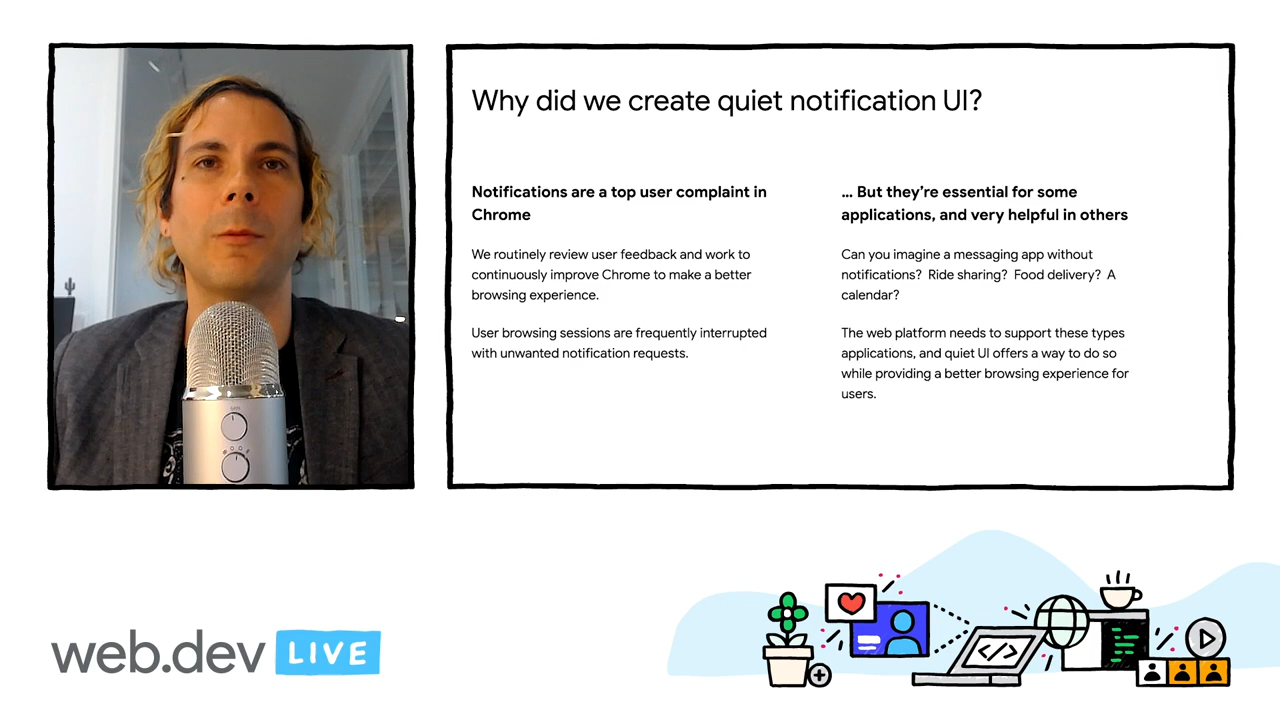 Why did we create quiet notification UI?
Notifications are a top user complaint in
Chrome
We routinely review user feedback and work to
continuously improve Chrome to make a better
browsing experience.
User browsing sessions are frequently interrupted
with unwanted notification requests.
... But they're essential for some
applications, and very helpful in others
Can you imagine a messaging app without
notifications? Ride sharing? Food delivery? A
calendar?
The web platform needs to support these types
applications, and quiet UI offers a way to do so
while providing a better browsing experience for
users.
web.dev LIVE